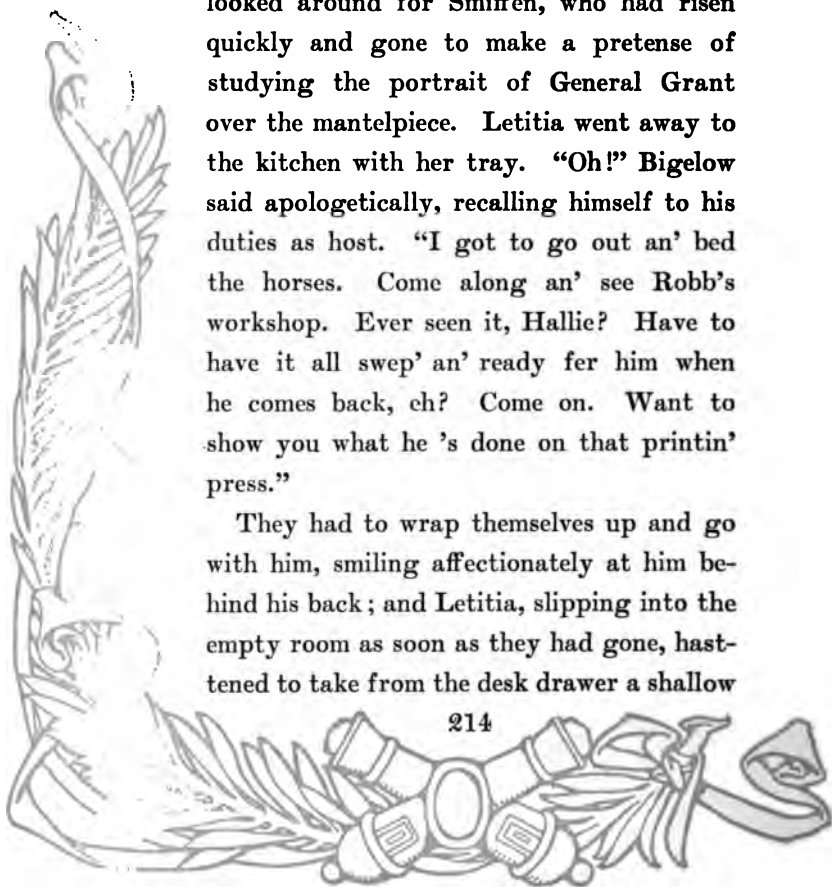 looked around for Smiffen, who had risen
quickly and gone to make a pretense of
studying the portrait of General Grant
over the mantelpiece. Letitia went away to
the kitchen with her tray. “Oh!” Bigelow
said apologetically, recalling himself to his
duties as host. “I got to go out an’ bed
the horses. Come along an’ see Robb’s
workshop. Ever seen it, Hallie? Have to
have it all swep’ an’ ready fer him when
he comes back, eh? Come on. Want to
show you what he ’s done on that printin’
press.”
They had to wrap themselves up and go
with him, smiling affectionately at him be-
hind his back; and Letitia, slipping into the
empty room as soon as they had gone, hast-
tened to take from the desk drawer a shallow
214